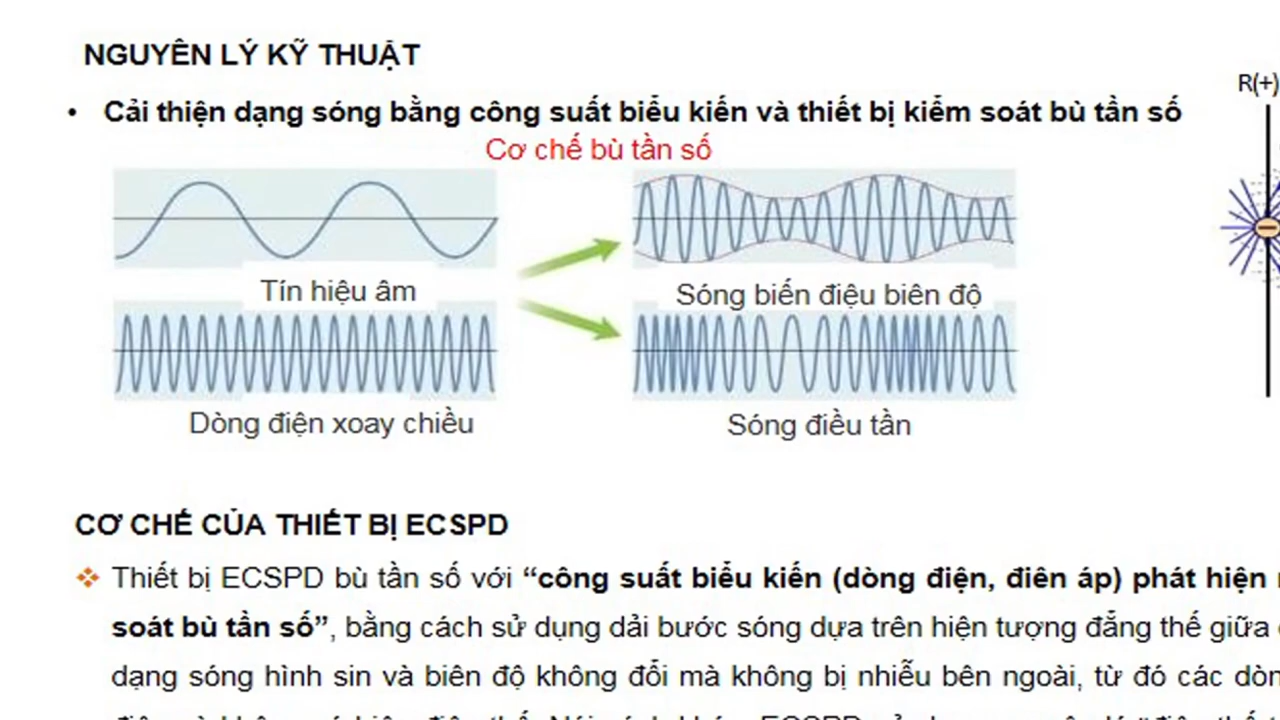 NGUYÊN LÝ KỸ THUẬT
R(+)
• Cải thiện dạng sóng bằng công suất biểu kiến và thiết bị kiểm soát bù tần số
Cơ chế bù tần số
Tín hiệu âm
Sóng biến điệu biên độ
Dòng điện xoay chiều
Sóng điều tần
CƠ CHẾ CỦA THIẾT BỊ ECSPD
Thiết bị ECSPD bù tần số với “công suất biểu kiến (dòng điện, điên áp) phát hiện
soát bù tần số”, bằng cách sử dụng dải bước sóng dựa trên hiện tượng đẳng thế giữa
dạng sóng hình sin và biên độ không đổi mà không bị nhiễu bên ngoài, từ đó các